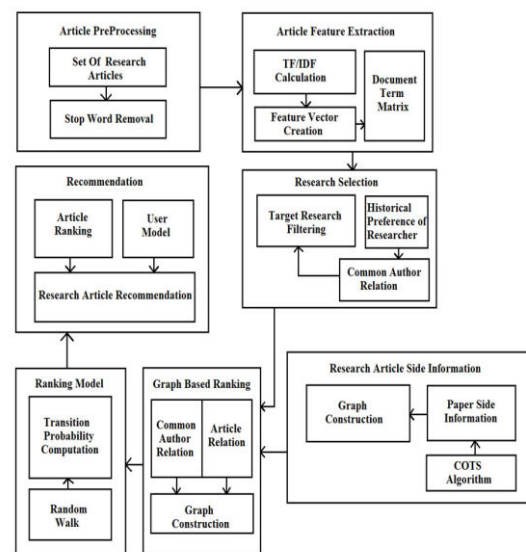 Article PreProcessing
Set Of Research
Articles
Stop Word Removal
Article Feature Extraction
TF/IDF
Calculation
Feature Vector
Creation
Document
Term
Matrix
Recommendation
Article
Ranking
User
Model
Research Article Recommendation
Research Selection
Target Research
Filtering
Historical
Preference of
Researcher
Common Author
Relation
Ranking Model
Transition
Probability
Computation
Random
Walk
Graph Based Ranking
Common
Author
Relation
Article
Relation
Graph
Construction
Research Article Side Information
Graph
Construction
Paper Side
Information
COTS
Algorithm